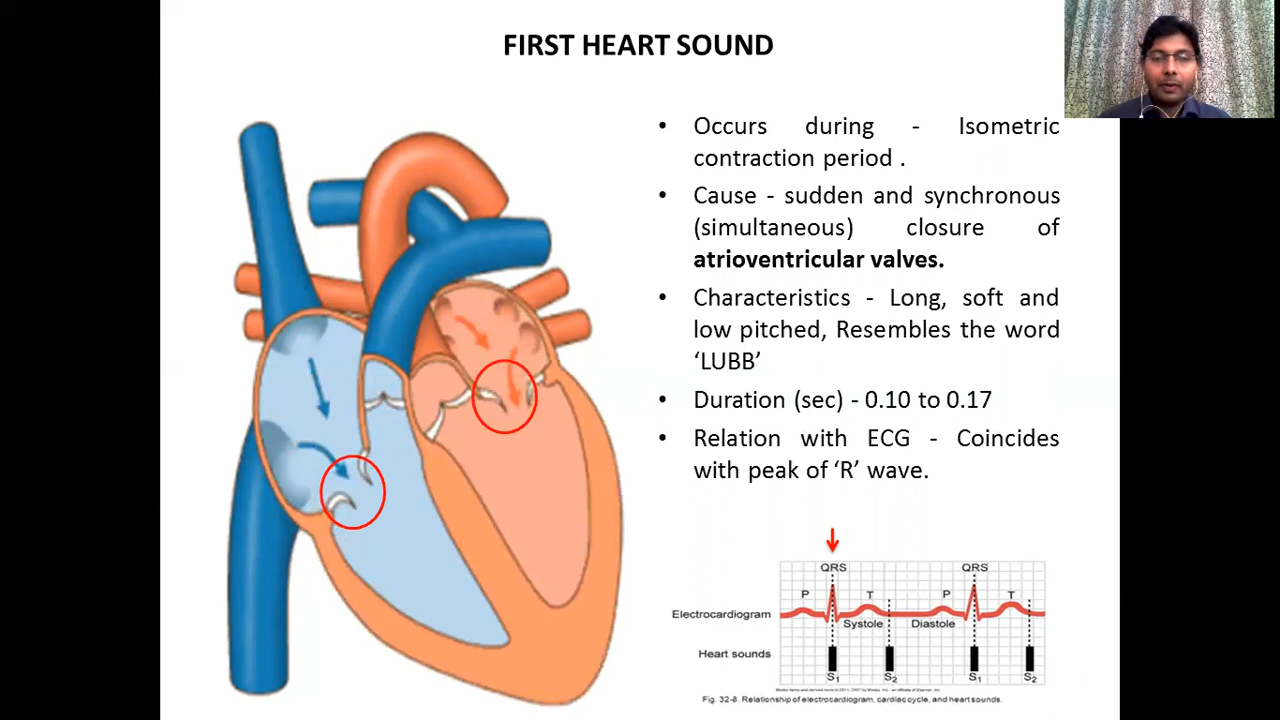 FIRST HEART SOUND
• Occurs during - Isometric
contraction period .
• Cause - sudden and synchronous
(simultaneous) closure of
atrioventricular valves.
• Characteristics - Long, soft and
low pitched, Resembles the word
‘LUBB’
• Duration (sec) - 0.10 to 0.17
• Relation with ECG - Coincides
with peak of ‘R’ wave.
QRS QRS
P T P T
Electrocardiogram
Systole Diastole
Heart sounds
S1 S2 S1 S2
Fig. 32-8. Relationship of electrocardiogram, cardiac cycle, and heart sounds.